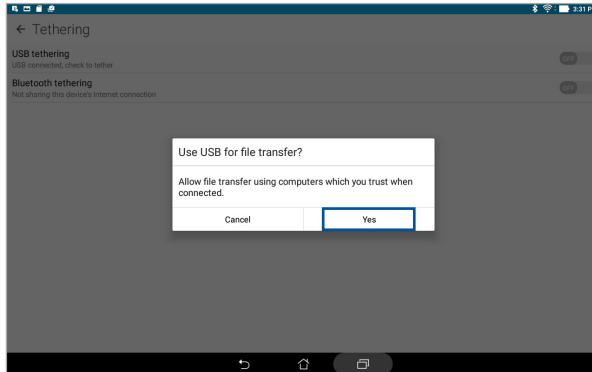 3:31 P
Tethering
USB tethering
USB connected, check to tether
OFF
Bluetooth tethering
Not sharing this device's Internet connection
OFF
Use USB for file transfer?
Allow file transfer using computers which you trust when
connected.
Cancel
Yes